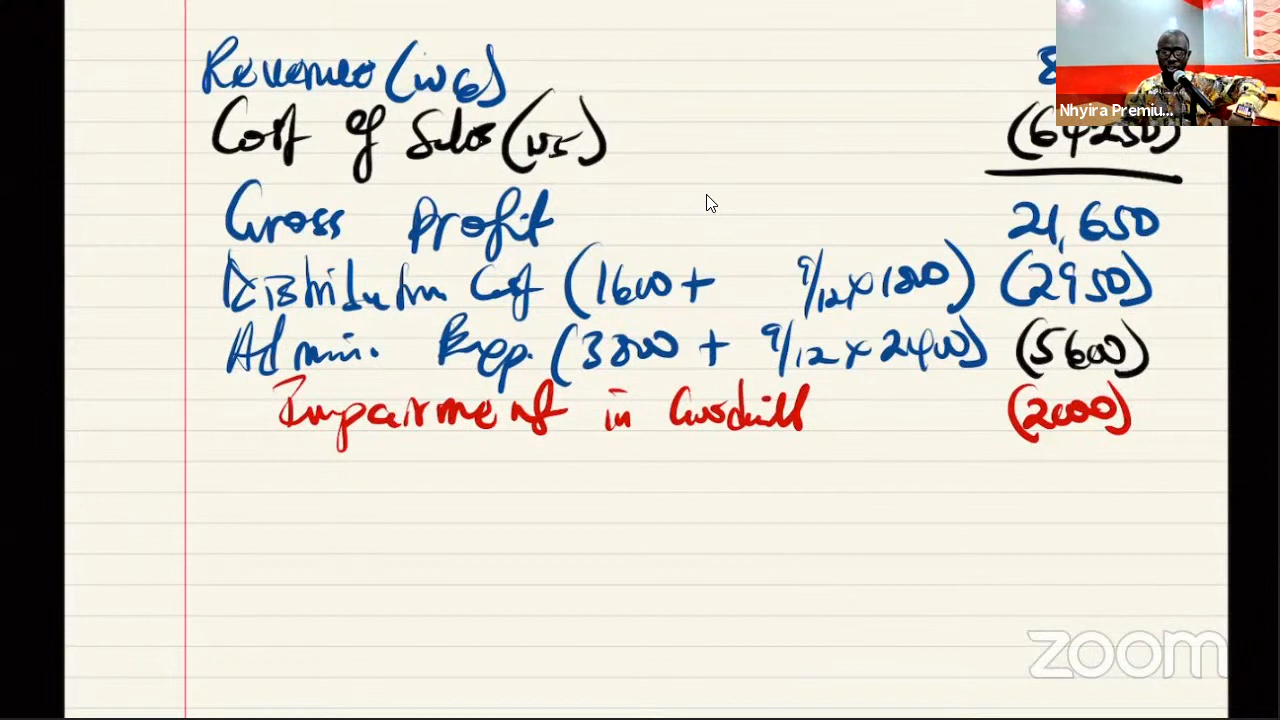 Revenue (w6) 8
Nhyira Premiu...
Cost of Sales (w5) (64250)
Gross Profit 21,650
Distribution Cost (1600 + 9/12 x 1800) (2950)
Admin. Exp. (3800 + 9/12 x 2400) (5600)
Impairment in Goodwill (2000)
zoom